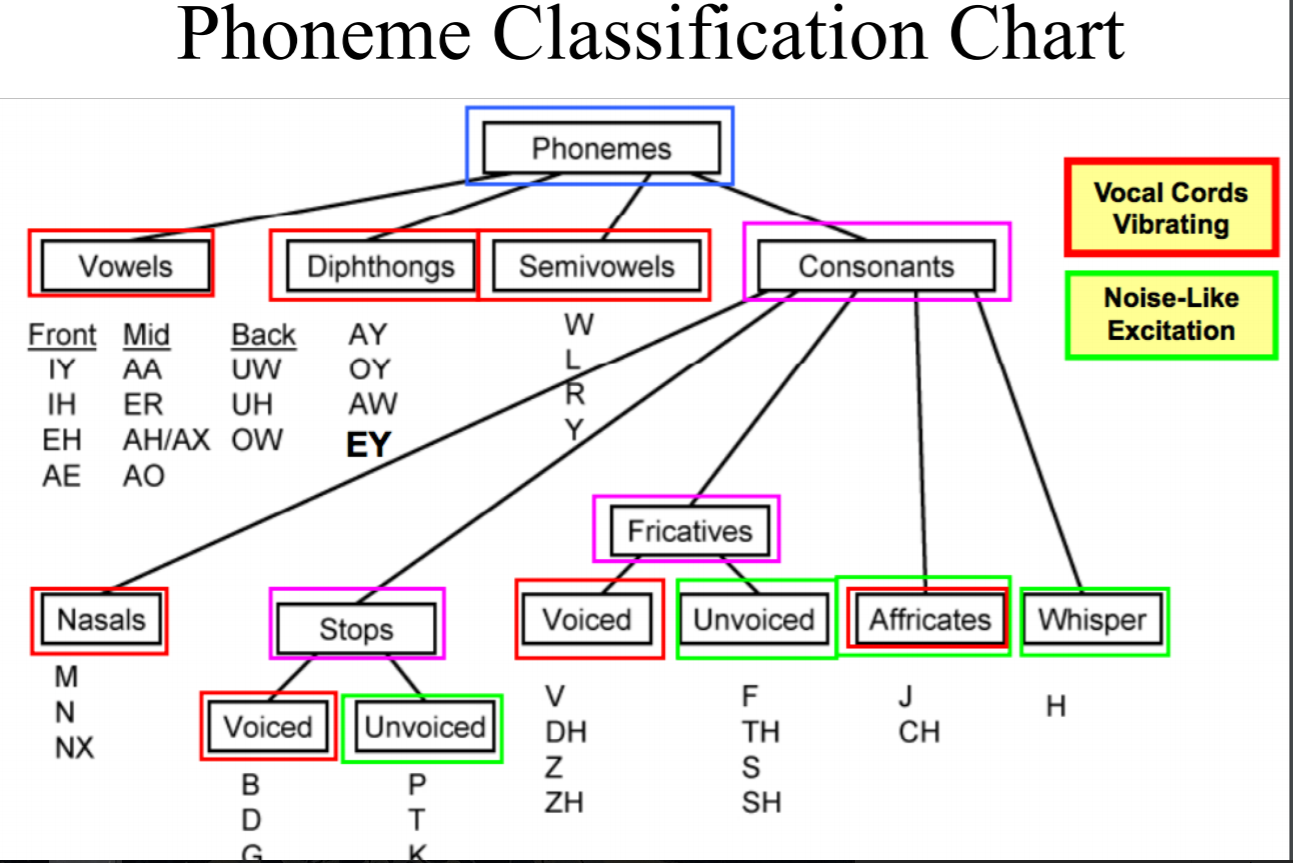 Phoneme Classification Chart
Phonemes
Vocal Cords
Vibrating
Noise-Like
Excitation
Vowels
Diphthongs
Semivowels
Consonants
Front Mid Back
IY AA UW
IH ER UH
EH AH/AX OW
AE AO
AY
OY
AW
EY
W
L
R
Y
Fricatives
Nasals
Stops
Voiced
Unvoiced
Affricates
Whisper
M
N
NX
Voiced
Unvoiced
B
D
G
P
T
K
V
DH
Z
ZH
F
TH
S
SH
J
CH
H